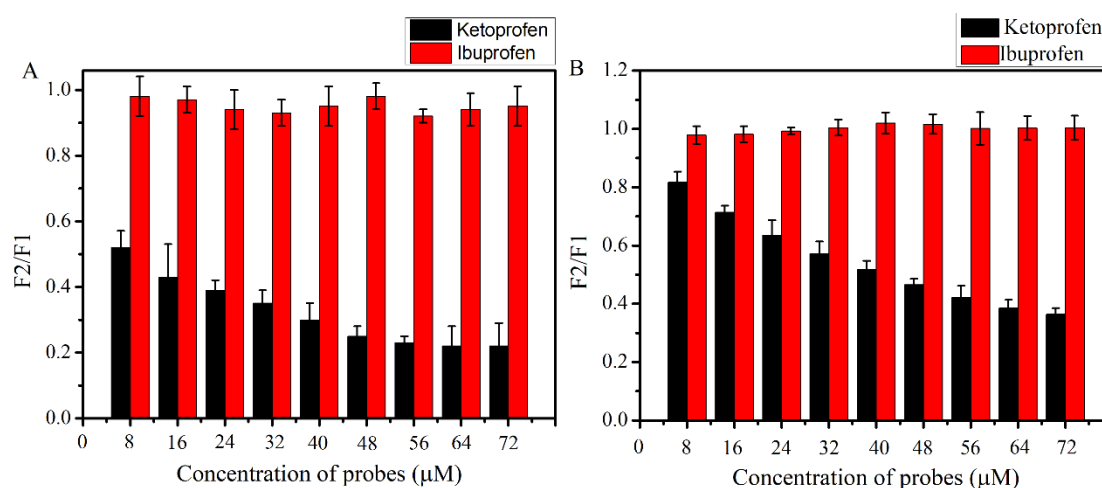 Ketoprofen
Ibuprofen
A
1.0
0.8
0.6
0.4
0.2
0.0
F2/F1
0 8 16 24 32 40 48 56 64 72
Concentration of probes (μM)
Ketoprofen
Ibuprofen
B
1.2
1.0
0.8
0.6
0.4
0.2
0.0
F2/F1
0 8 16 24 32 40 48 56 64 72
Concentration of probes (μM)